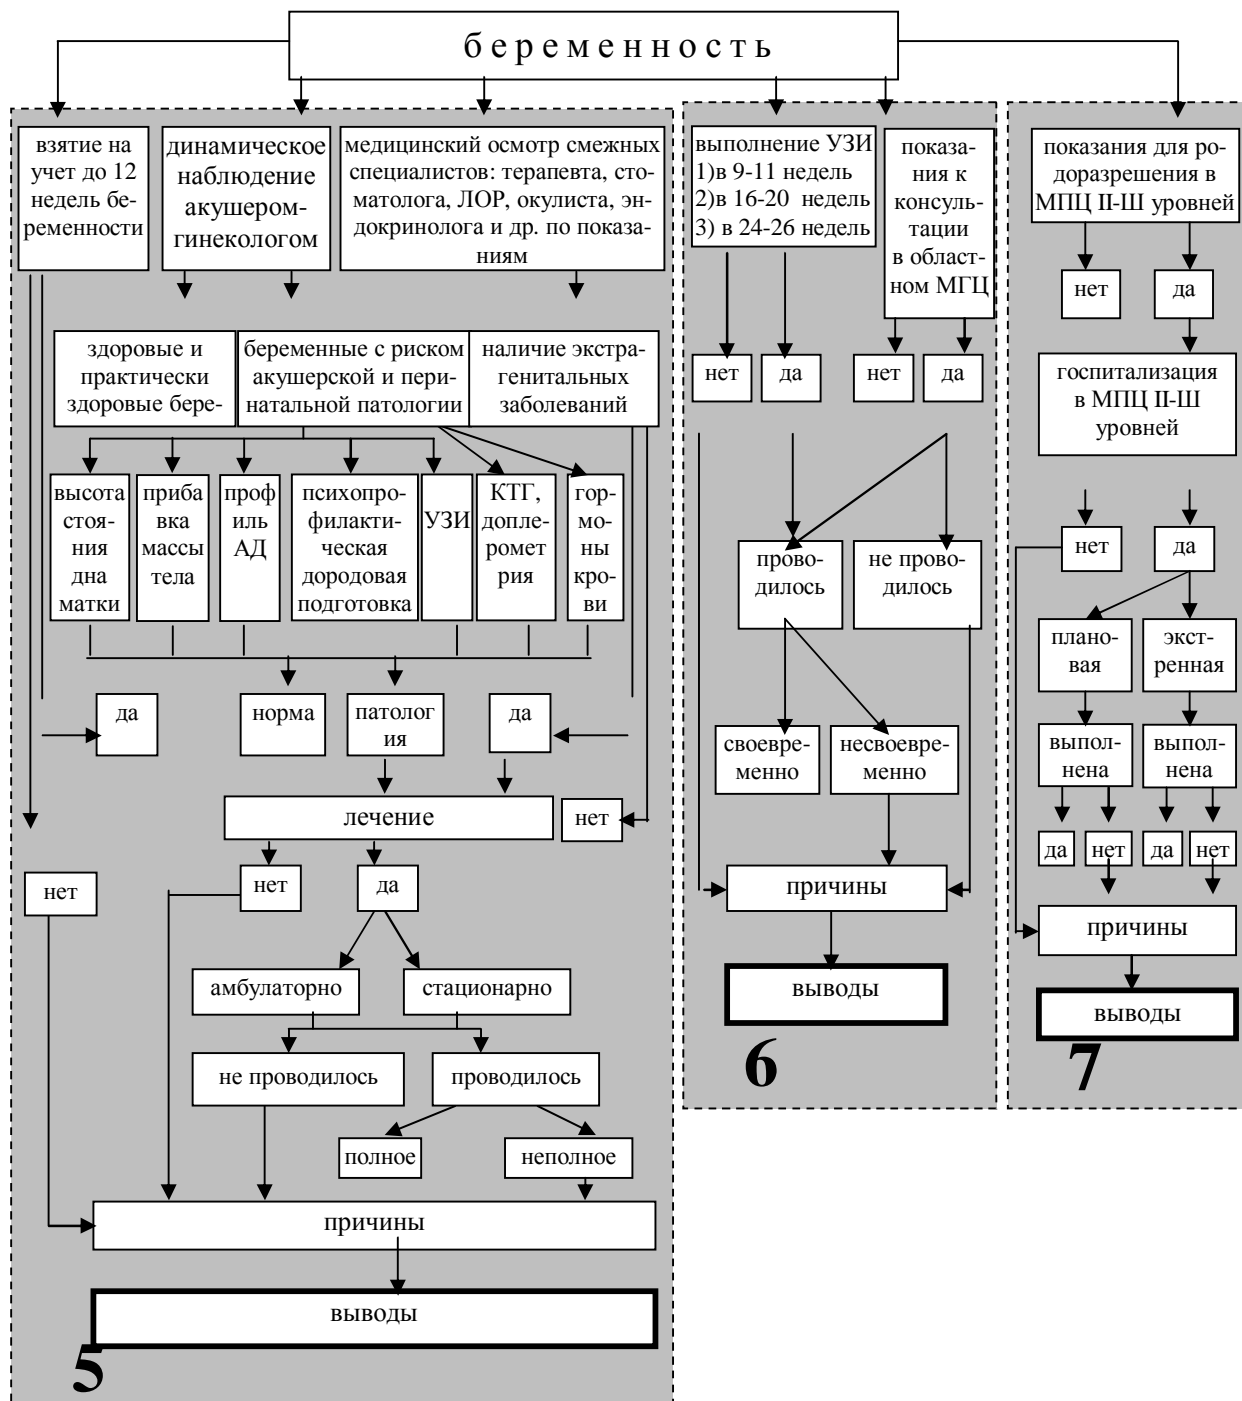 беременность
взятие на
учет до 12
недель бе-
ременности
динамическое
наблюдение
акушером-
гинекологом
медицинский осмотр смежных
специалистов: терапевта, сто-
матолога, ЛОР, окулиста, эн-
докринолога и др. по показа-
ниям
здоровые и
практически
здоровые бере-
беременные с риском
акушерской и пери-
натальной патологии
наличие экстра-
генитальных
заболеваний
высота
стоя-
ния
дна
матки
приба
вка
массы
тела
проф
иль
АД
психопро-
филакти-
ческая
дородовая
подготовка
УЗИ
КТГ,
допле-
ромет
рия
гор-
мо-
ны
кро-
ви
да
норма
патолог
ия
да
лечение
нет
нет
нет
да
амбулаторно
стационарно
не проводилось
проводилось
полное
неполное
причины
выводы
5
выполнение УЗИ
1)в 9-11 недель
2)в 16-20 недель
3) в 24-26 недель
показа-
ния к
консуль-
тации
в област-
ном МГЦ
нет
да
нет
да
прово-
дилось
не прово-
дилось
своевре-
менно
несвоевре-
менно
причины
выводы
6
показания для ро-
доразрешения в
МПЦ II-Ш уровней
нет
да
госпитализация
в МПЦ II-Ш
уровней
нет
да
плано-
вая
экст-
ренная
выпол-
нена
выпол-
нена
да
нет
да
нет
причины
выводы
7